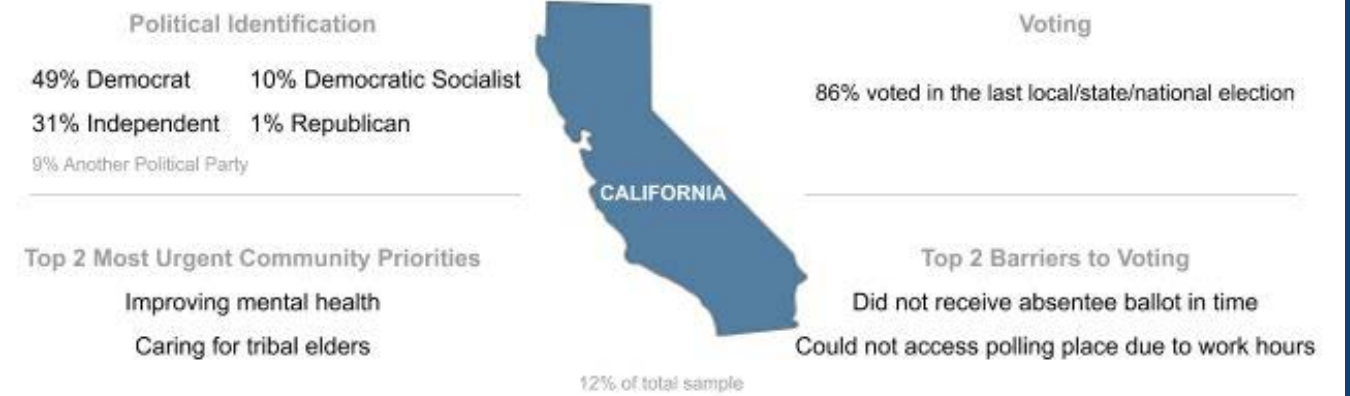 Political Identification
49% Democrat 10% Democratic Socialist
31% Independent 1% Republican
9% Another Political Party
Top 2 Most Urgent Community Priorities
Improving mental health
Caring for tribal elders
CALIFORNIA
12% of total sample
Voting
86% voted in the last local/state/national election
Top 2 Barriers to Voting
Did not receive absentee ballot in time
Could not access polling place due to work hours